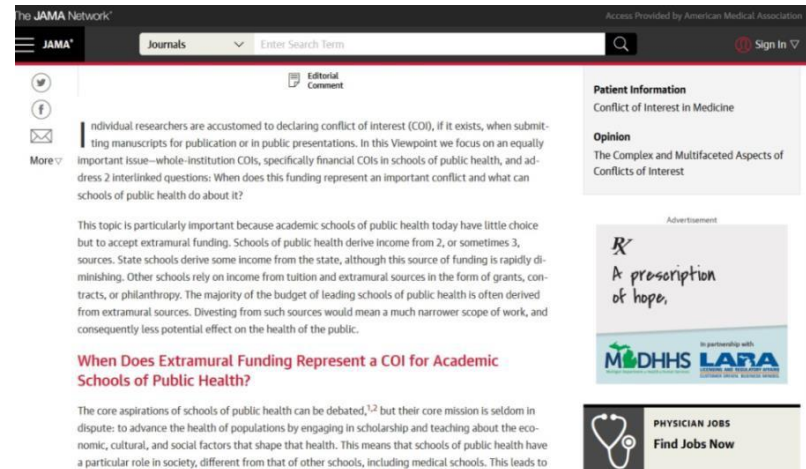 The JAMA Network
Access Provided by American Medical Association
JAMA
Journals
Enter Search Term
Sign In
Editorial
Comment
Individual researchers are accustomed to declaring conflict of interest (COI), if it exists, when submit-
ting manuscripts for publication or in public presentations. In this Viewpoint we focus on an equally
important issue—whole-institution COIs, specifically financial COIs in schools of public health, and ad-
dress 2 interlinked questions: When does this funding represent an important conflict and what can
schools of public health do about it?
More
This topic is particularly important because academic schools of public health today have little choice
but to accept extramural funding. Schools of public health derive income from 2, or sometimes 3,
sources. State schools derive some income from the state, although this source of funding is rapidly di-
minishing. Other schools rely on income from tuition and extramural sources in the form of grants, con-
tracts, or philanthropy. The majority of the budget of leading schools of public health is often derived
from extramural sources. Divesting from such sources would mean a much narrower scope of work, and
consequently less potential effect on the health of the public.
When Does Extramural Funding Represent a COI for Academic
Schools of Public Health?
The core aspirations of schools of public health can be debated,1,2 but their core mission is seldom in
dispute: to advance the health of populations by engaging in scholarship and teaching about the eco-
nomic, cultural, and social factors that shape that health. This means that schools of public health have
a particular role in society, different from that of other schools, including medical schools. This leads to
Patient Information
Conflict of Interest in Medicine
Opinion
The Complex and Multifaceted Aspects of
Conflicts of Interest
Advertisement
Rx
A prescription
of hope,
In partnership with
MDHHS LARA
PHYSICIAN JOBS
Find Jobs Now